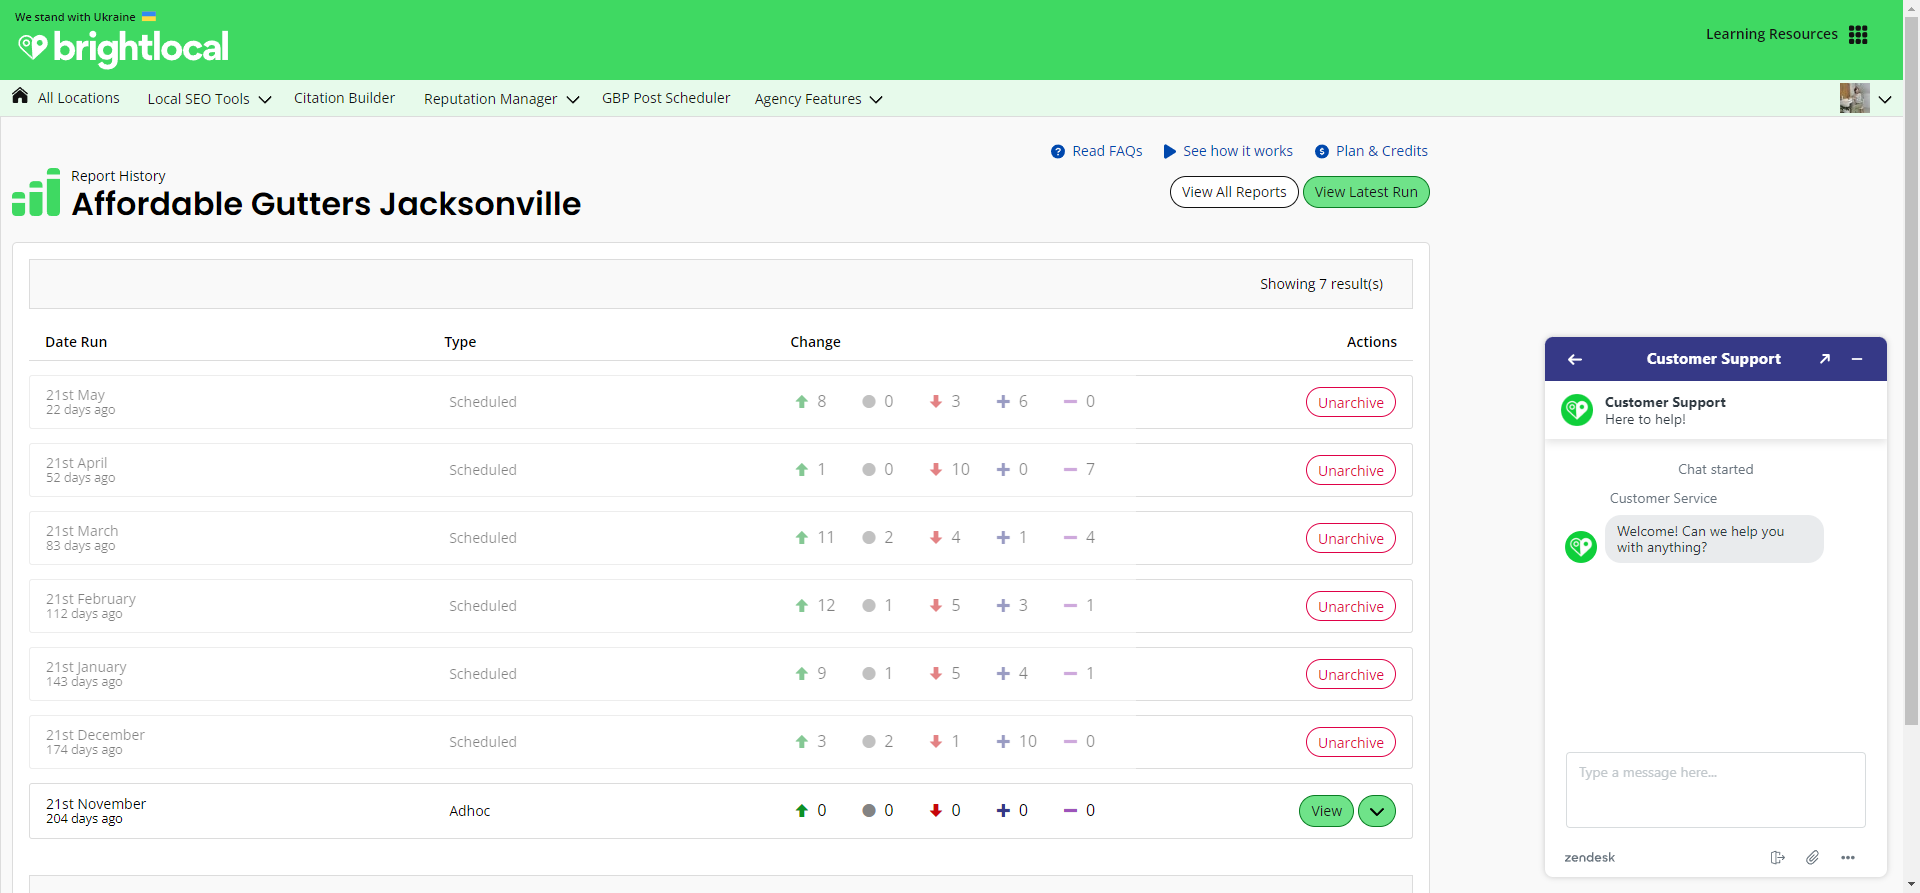 We stand with Ukraine
brightlocal
Learning Resources
All Locations
Local SEO Tools
Citation Builder
Reputation Manager
GBP Post Scheduler
Agency Features
Read FAQs
See how it works
Plan & Credits
Report History
Affordable Gutters Jacksonville
View All Reports
View Latest Run
Showing 7 result(s)
Date Run Type Change Actions
21st May
22 days ago
Scheduled 8 0 3 6 0 Unarchive
21st April
52 days ago
Scheduled 1 0 10 0 7 Unarchive
21st March
83 days ago
Scheduled 11 2 4 1 4 Unarchive
21st February
112 days ago
Scheduled 12 1 5 3 1 Unarchive
21st January
143 days ago
Scheduled 9 1 5 4 1 Unarchive
21st December
174 days ago
Scheduled 3 2 1 10 0 Unarchive
21st November
204 days ago
Adhoc 0 0 0 0 0 View
Customer Support
Customer Support
Here to help!
Chat started
Customer Service
Welcome! Can we help you
with anything?
Type a message here...
zendesk